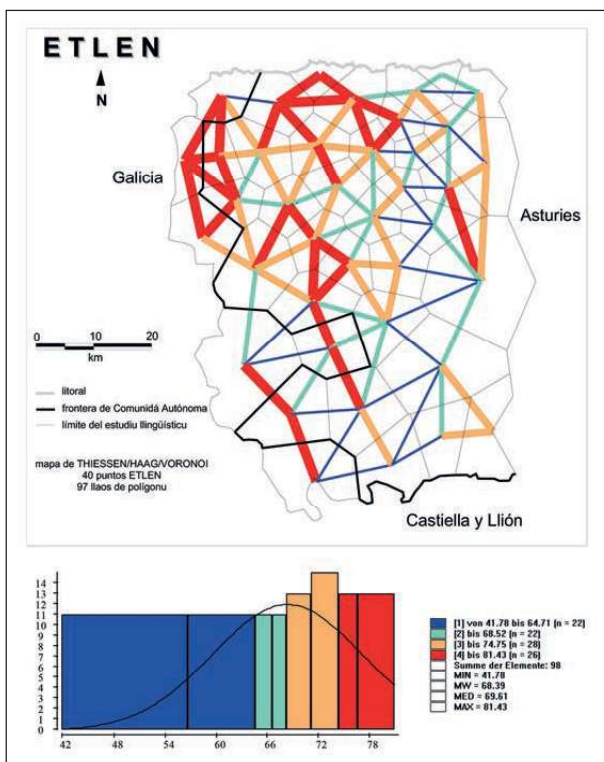 ETLEN
N
Galicia
Asturies
0 10 20
km
litoral
frontera de Comunidá Autónoma
límite del estudiu llingüísticu
mapa de THIESSEN/HAAG/VORONOI
40 puntos ETLEN
97 llaos de polígonu
Castiella y Llión
14
13
12
11
10
9
8
7
6
5
4
3
2
1
0
42 48 54 60 66 72 78
[1] von 41.78 bis 64.71 (n = 22)
[2] bis 68.52 (n = 22)
[3] bis 74.75 (n = 28)
[4] bis 81.43 (n = 26)
Summe der Elemente: 98
MIN = 41.78
MW = 68.39
MED = 69.61
MAX = 81.43